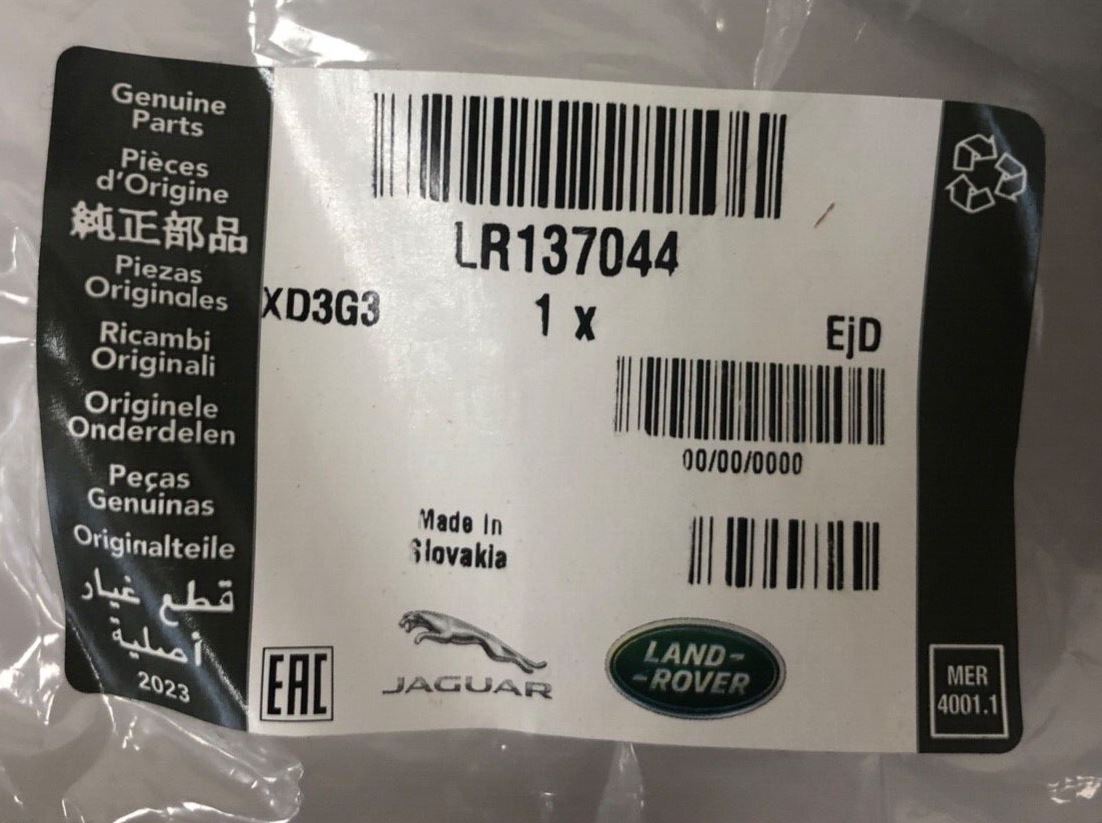 Genuine
Parts
Pièces
d'Origine
純正部品
Piezas
Originales
Ricambi
Originali
Originele
Onderdelen
Peças
Genuinas
Originalteile
قطع غيار
أصلية
2023
LR137044
XD3G3
1 x
EjD
00/00/0000
Made In
Slovakia
EAC
JAGUAR
LAND-
-ROVER
MER
4001.1